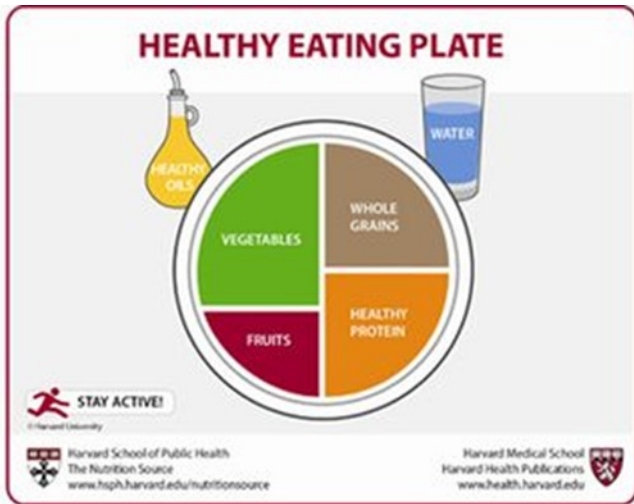 HEALTHY EATING PLATE
HEALTHY
OILS
WATER
VEGETABLES
WHOLE
GRAINS
FRUITS
HEALTHY
PROTEIN
STAY ACTIVE!
© Harvard University
Harvard School of Public Health
The Nutrition Source
www.hsph.harvard.edu/nutritionsource
Harvard Medical School
Harvard Health Publications
www.health.harvard.edu